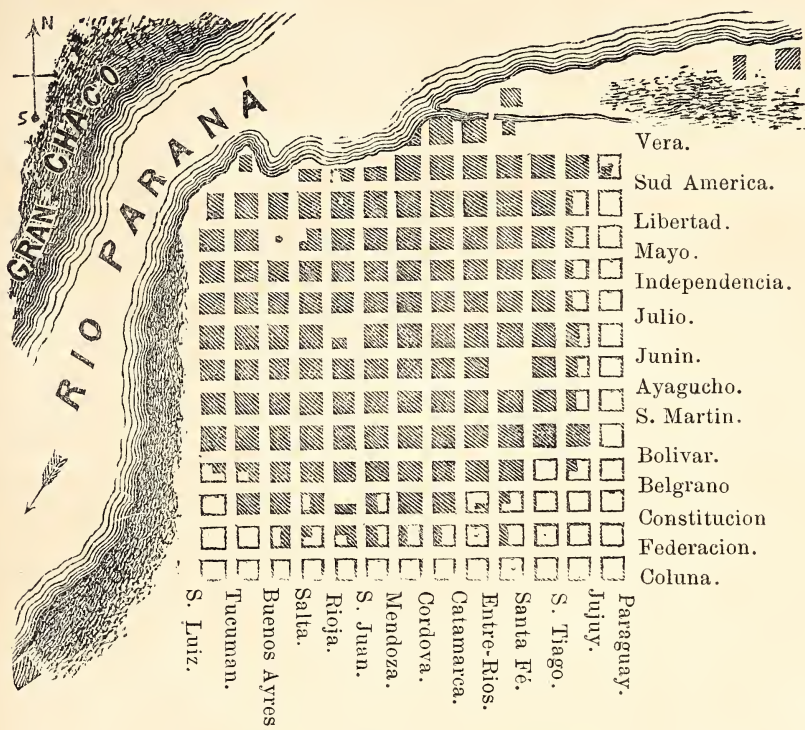 N
S
GRAN CHACO
RIO PARANÁ
Vera.
Sud America.
Libertad.
Mayo.
Independencia.
Julio.
Junin.
Ayagucho.
S. Martin.
Bolivar.
Belgrano
Constitucion
Federacion.
Coluna.
S. Luiz.
Tucuman.
Buenos Ayres
Salta.
Rioja.
S. Juan.
Mendoza.
Cordova.
Catamarca.
Entre-Rios.
Santa Fé.
S. Tiago.
Jujuy.
Paraguay.